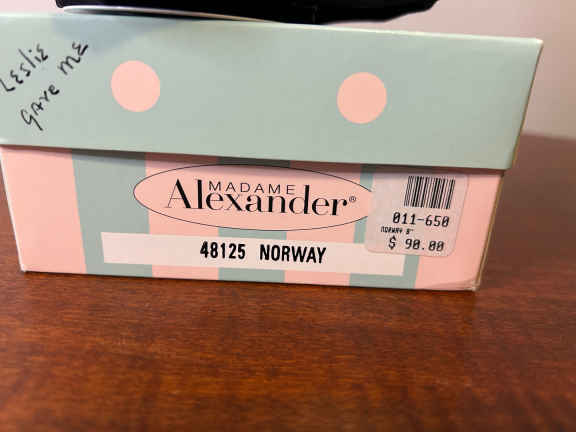 LESLIE
GAVE ME
MADAME
Alexander®
48125 NORWAY
011-650
NORWAY 8"
$ 90.00